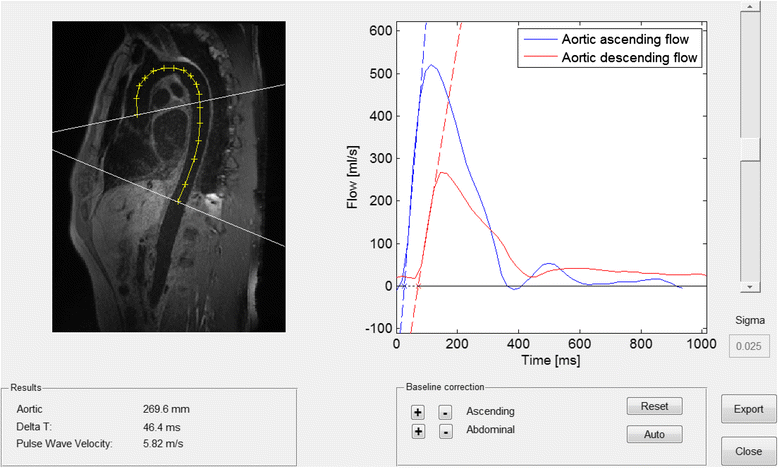 600
500
400
300
200
100
0
-100
Flow [ml/s]
Aortic ascending flow
Aortic descending flow
0 200 400 600 800 1000
Time [ms]
Sigma
0.025
Results
Aortic 269.6 mm
Delta T: 46.4 ms
Pulse Wave Velocity: 5.82 m/s
Baseline correction
+ - Ascending
+ - Abdominal
Reset
Auto
Export
Close